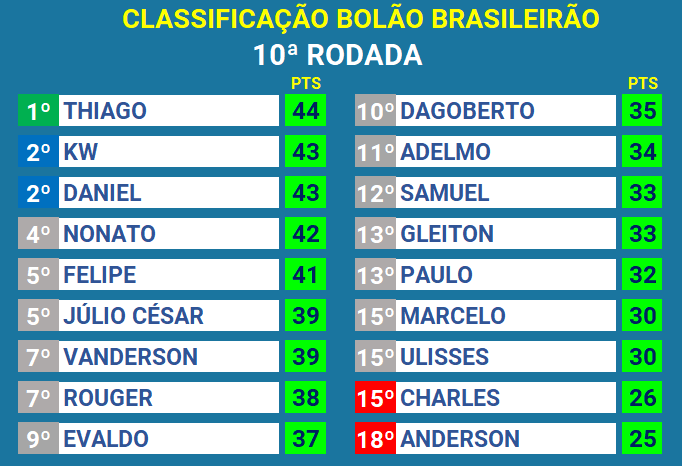 CLASSIFICAÇÃO BOLÃO BRASILEIRÃO
10ª RODADA
PTS
1º THIAGO 44
2º KW 43
2º DANIEL 43
4º NONATO 42
5º FELIPE 41
5º JÚLIO CÉSAR 39
7º VANDERSON 39
7º ROUGER 38
9º EVALDO 37
PTS
10º DAGOBERTO 35
11º ADELMO 34
12º SAMUEL 33
13º GLEITON 33
13º PAULO 32
15º MARCELO 30
15º ULISSES 30
15º CHARLES 26
18º ANDERSON 25